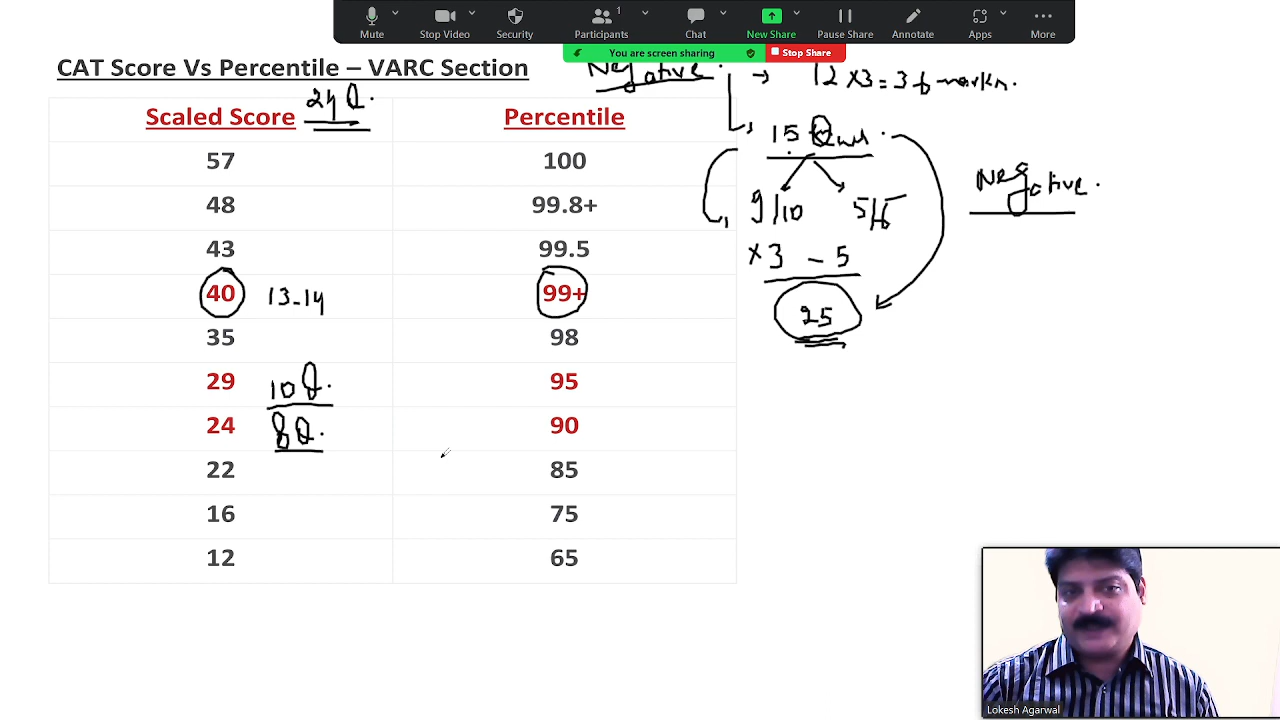 Mute
Stop Video
Security
Participants 1
Chat
New Share
Pause Share
Annotate
Apps
More
You are screen sharing
Stop Share
CAT Score Vs Percentile – VARC Section
Negative.
→ 12 ×3=36 marks.
Scaled Score 24 Q.
Percentile
15
57
100
Negative.
48
99.8+
9/10
5/6
43
99.5
×3 – 5
40 13-14
99+
25
35
98
29 10 Q.
95
24 8Q.
90
22
85
16
75
12
65
Lokesh Agarwal